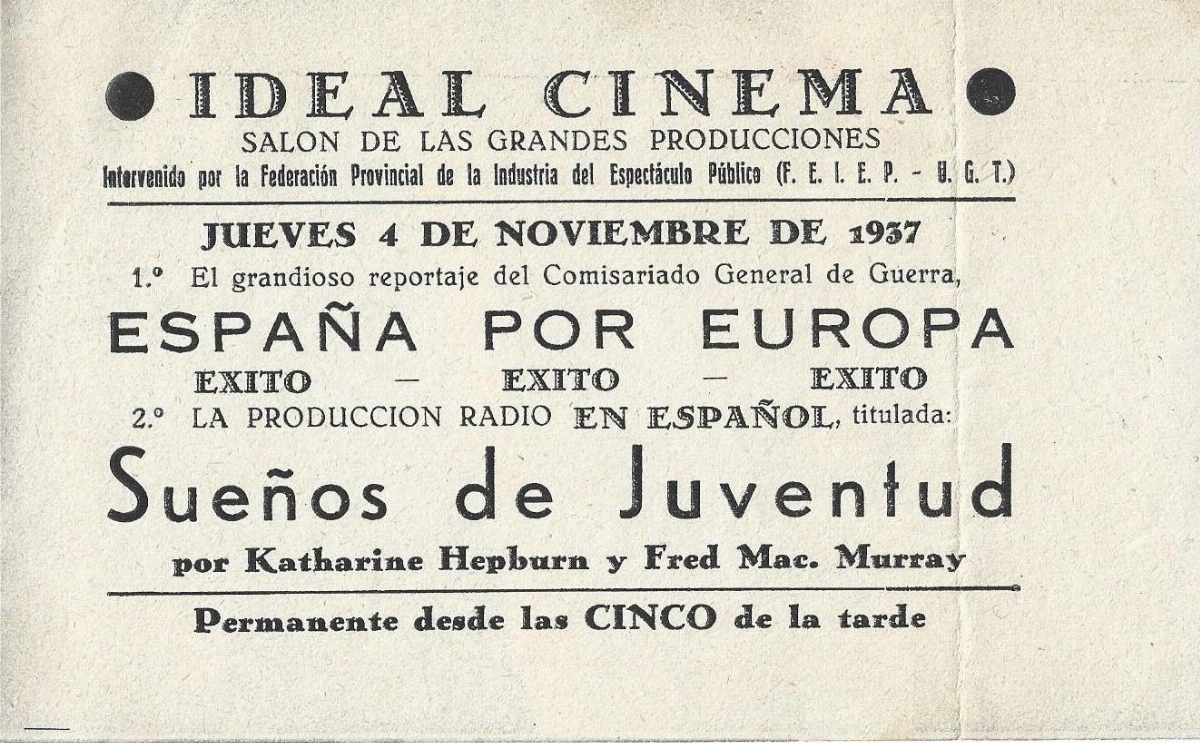 IDEAL CINEMA
SALON DE LAS GRANDES PRODUCCIONES
Intervenido por la Federación Provincial de la Industria del Espectáculo Público (F. E. I. E. P. - U. G. T.)
JUEVES 4 DE NOVIEMBRE DE 1937
1.º El grandioso reportaje del Comisariado General de Guerra,
ESPAÑA POR EUROPA
EXITO — EXITO — EXITO
2.º LA PRODUCCION RADIO EN ESPAÑOL, titulada:
Sueños de Juventud
por Katharine Hepburn y Fred Mac. Murray
Permanente desde las CINCO de la tarde